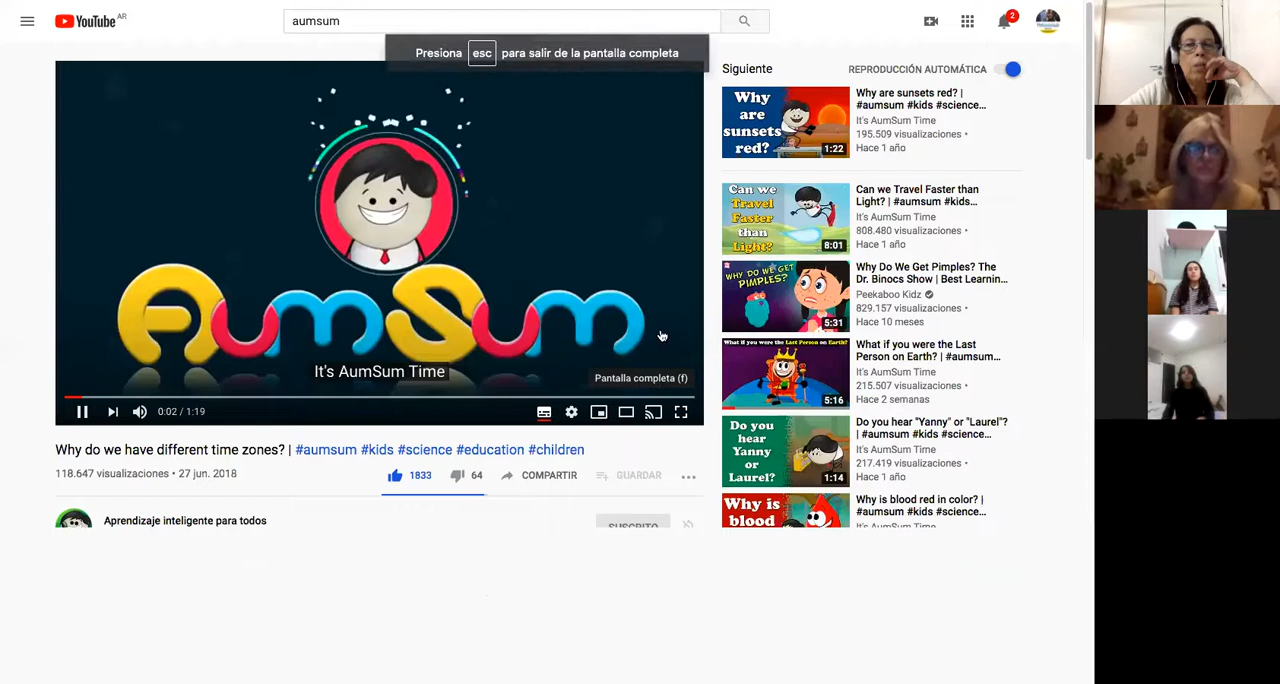 YouTube AR
aumsum
2
Presiona esc para salir de la pantalla completa
AumSum
It's AumSum Time
Pantalla completa (f)
0:02 / 1:19
Why do we have different time zones? | #aumsum #kids #science #education #children
118.647 visualizaciones • 27 jun. 2018
1833
64
COMPARTIR
GUARDAR
Aprendizaje inteligente para todos
SUSCRITO
Siguiente
REPRODUCCIÓN AUTOMÁTICA
Why
are
sunsets
red?
1:22
Why are sunsets red? |
#aumsum #kids #science…
It's AumSum Time
195.509 visualizaciones •
Hace 1 año
Can we
Travel
Faster
than
Light?
8:01
Can we Travel Faster than
Light? | #aumsum #kids…
It's AumSum Time
808.480 visualizaciones •
Hace 1 año
WHY DO WE GET
PIMPLES?
5:31
Why Do We Get Pimples? The
Dr. Binocs Show | Best Learnin…
Peekaboo Kidz
829.157 visualizaciones •
Hace 10 meses
What if you were the Last Person on Earth?
5:16
What if you were the Last
Person on Earth? | #aumsum…
It's AumSum Time
215.507 visualizaciones •
Hace 2 semanas
Do you
hear
Yanny
or
Laurel?
1:14
Do you hear "Yanny" or "Laurel"?
| #aumsum #kids #science…
It's AumSum Time
217.419 visualizaciones •
Hace 1 año
Why is
blood
Why is blood red in color? |
#aumsum #kids #science…
It's AumSum Time